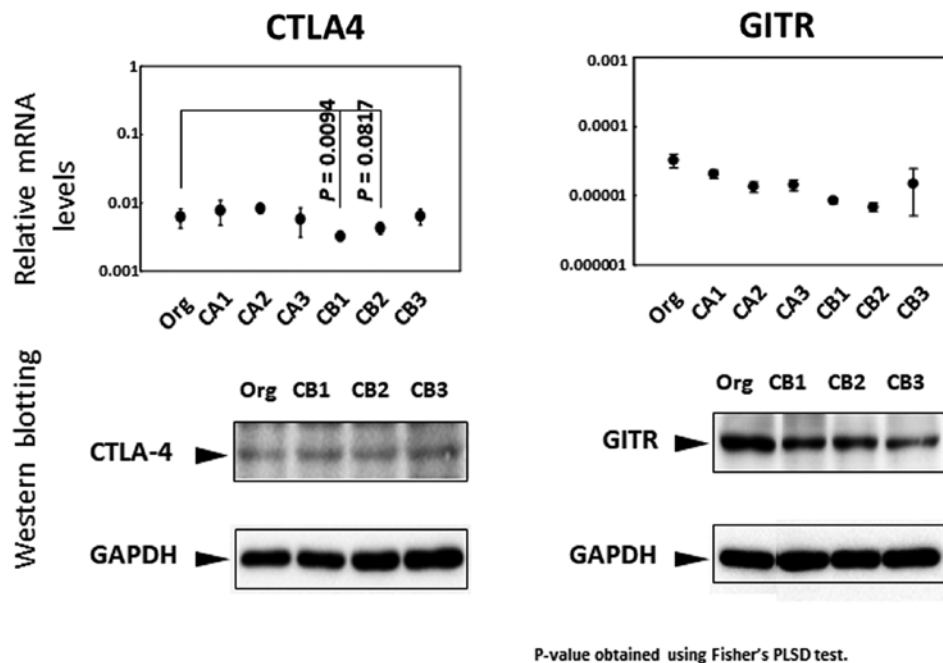 CTLA4
GITR
Relative mRNA
levels
1
0.1
0.01
0.001
P = 0.0094
P = 0.0817
Org CA1 CA2 CA3 CB1 CB2 CB3
0.001
0.0001
0.00001
0.000001
Org CA1 CA2 CA3 CB1 CB2 CB3
Western blotting
Org CB1 CB2 CB3
CTLA-4
GAPDH
Org CB1 CB2 CB3
GITR
GAPDH
P-value obtained using Fisher's PLSD test.